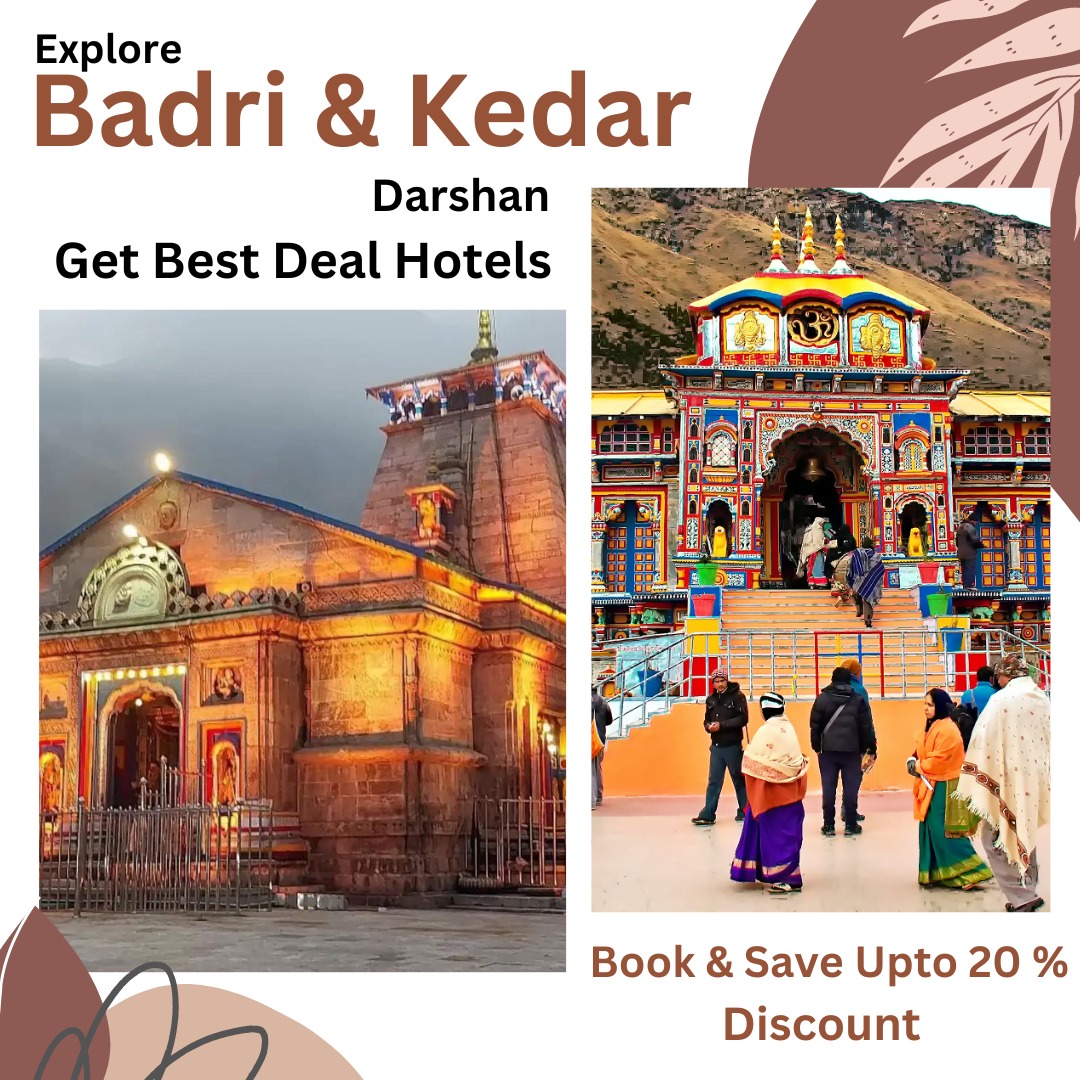 Explore
Badri & Kedar
Darshan
Get Best Deal Hotels
ॐ
Book & Save Upto 20 %
Discount